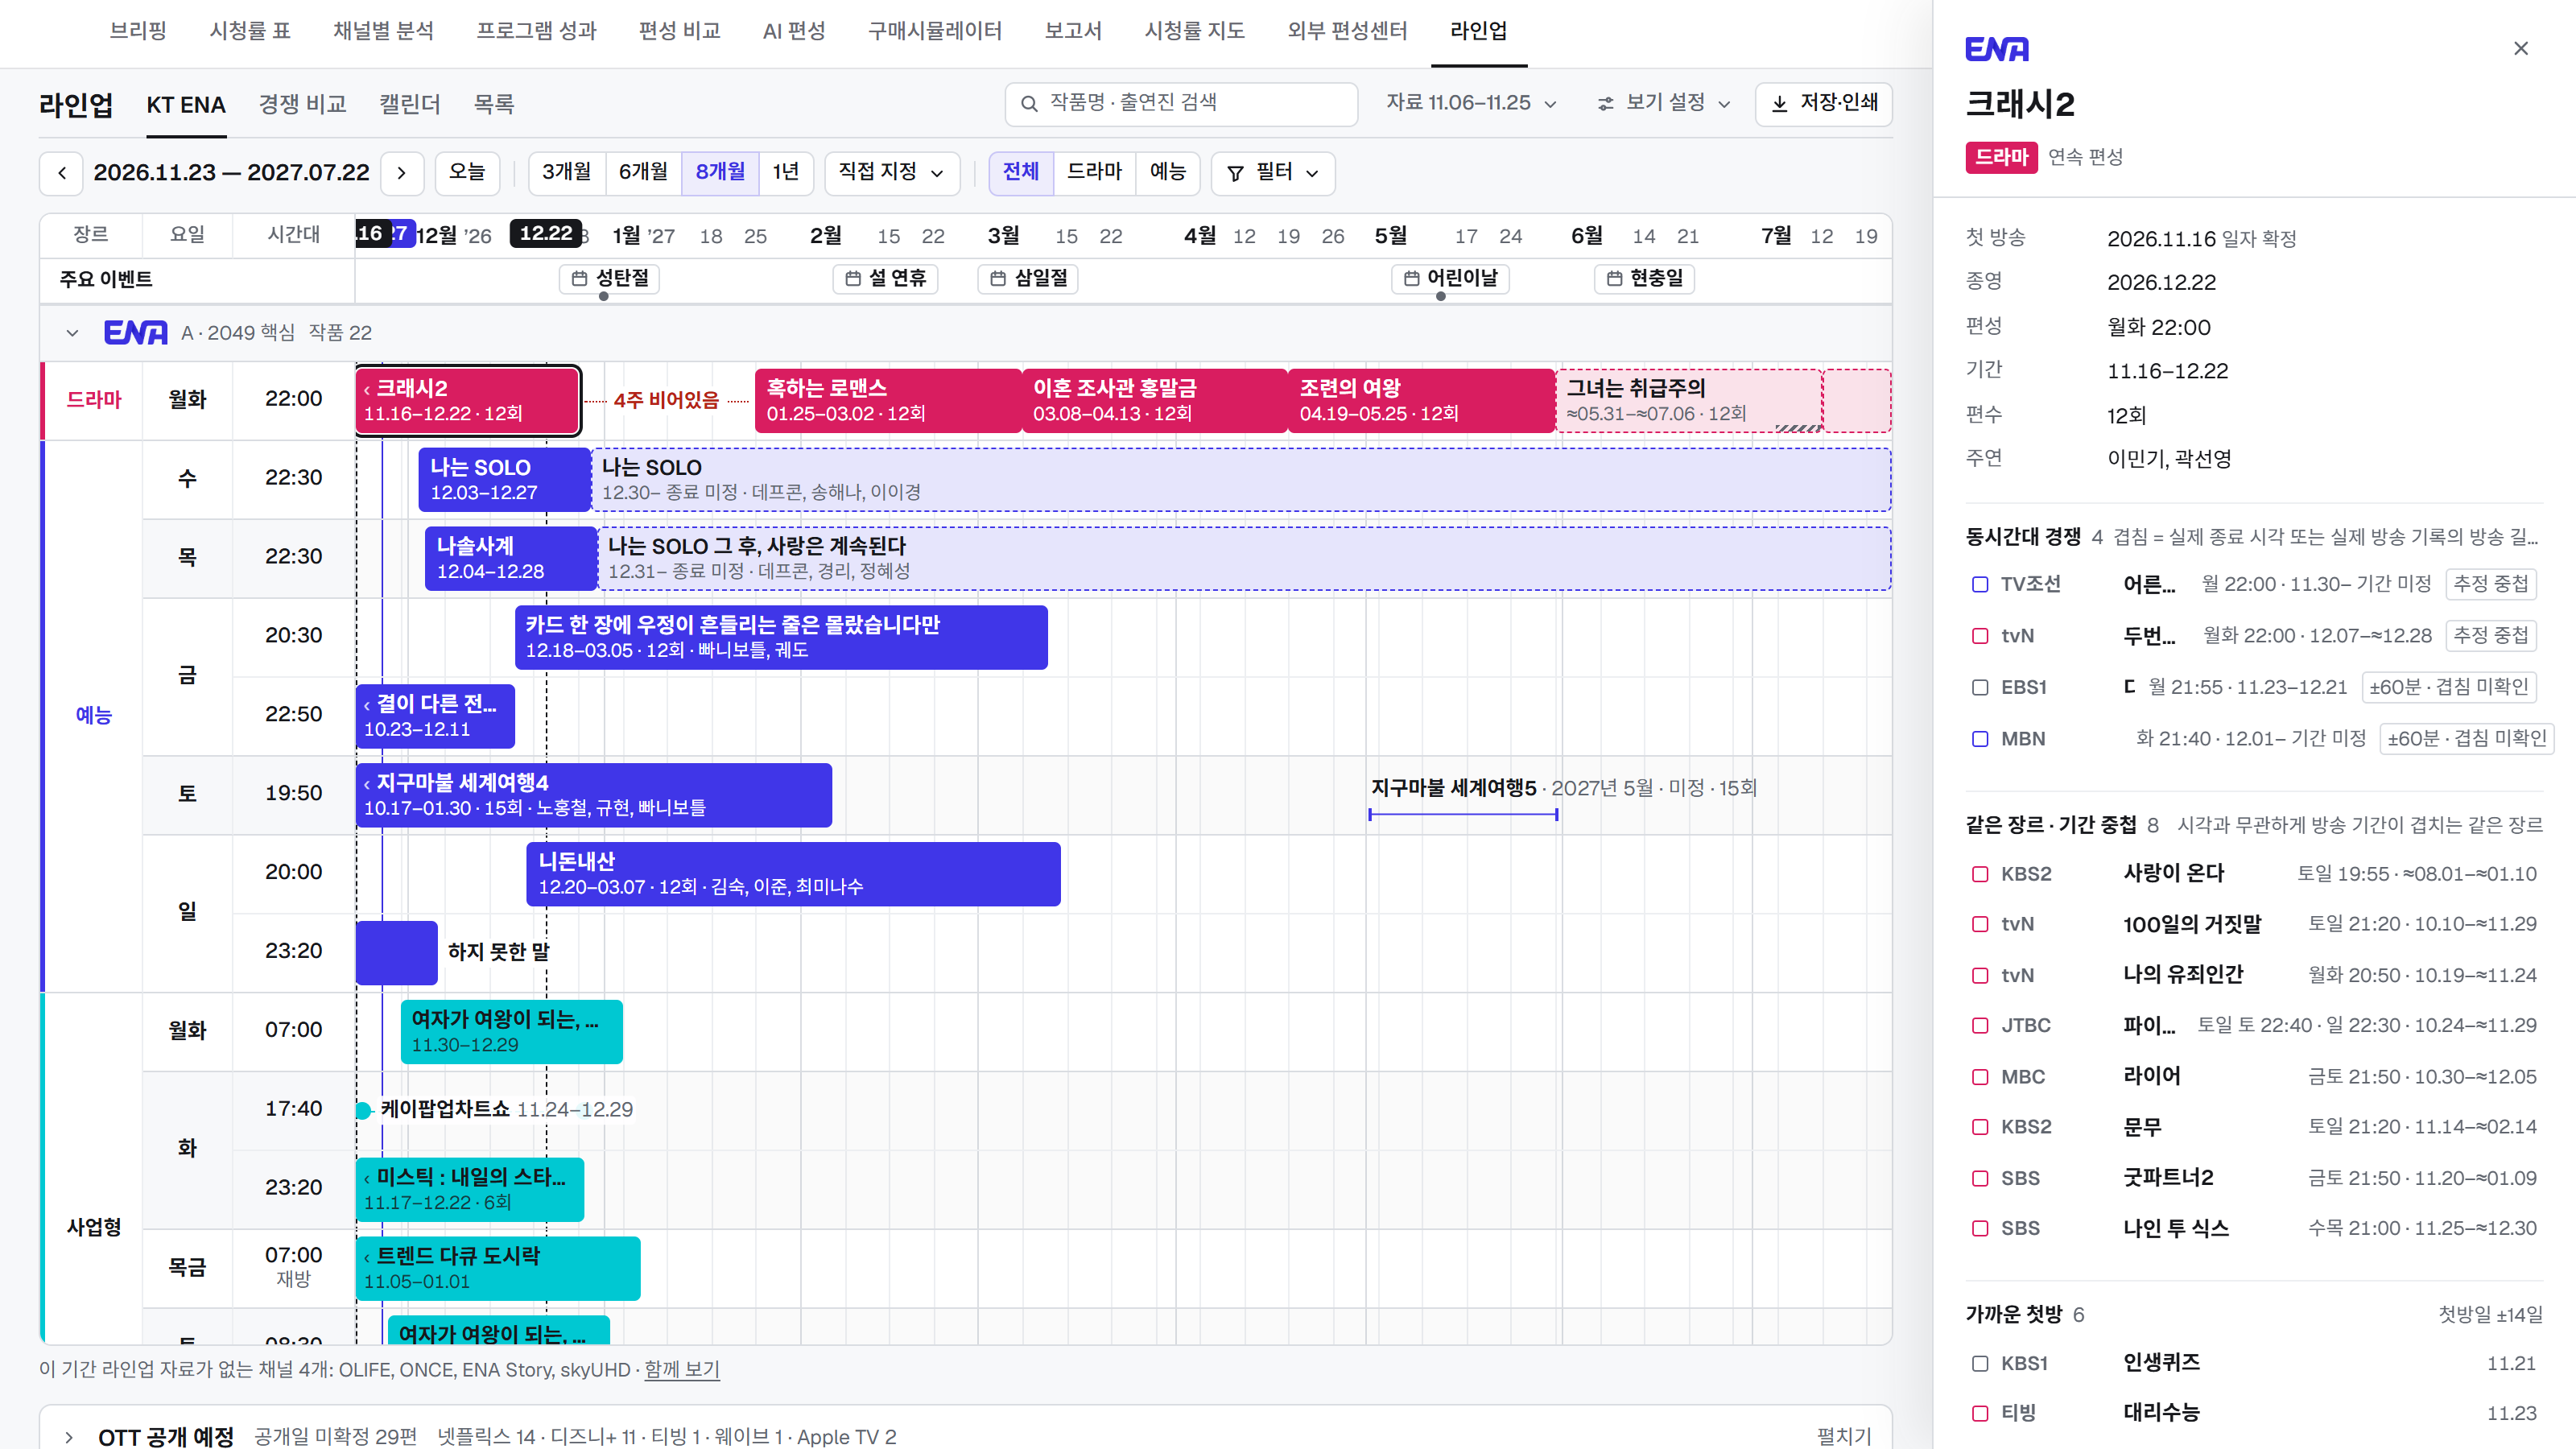 브리핑 시청률 표 채널별 분석 프로그램 성과 편성 비교 AI 편성 구매시뮬레이터 보고서 시청률 지도 외부 편성센터 라인업
라인업 KT ENA 경쟁 비교 캘린더 목록 작품명 · 출연진 검색 자료 11.06–11.25 보기 설정 저장·인쇄
2026.11.23 — 2027.07.22 오늘 3개월 6개월 8개월 1년 직접 지정 전체 드라마 예능 필터
장르 요일 시간대 .16 27 12월 ’26 12.22 8 1월 ’27 18 25 2월 15 22 3월 15 22 4월 12 19 26 5월 17 24 6월 14 21 7월 12 19
주요 이벤트 성탄절 설 연휴 삼일절 어린이날 현충일
ENA A · 2049 핵심 작품 22
드라마 월화 22:00
‹ 크래시2
11.16–12.22 · 12회
4주 비어있음
혹하는 로맨스
01.25–03.02 · 12회
이혼 조사관 홍말금
03.08–04.13 · 12회
조련의 여왕
04.19–05.25 · 12회
그녀는 취급주의
≈05.31–≈07.06 · 12회
예능
수 22:30
나는 SOLO
12.03–12.27
나는 SOLO
12.30– 종료 미정 · 데프콘, 송해나, 이이경
목 22:30
나솔사계
12.04–12.28
나는 SOLO 그 후, 사랑은 계속된다
12.31– 종료 미정 · 데프콘, 경리, 정혜성
금
20:30
카드 한 장에 우정이 흔들리는 줄은 몰랐습니다만
12.18–03.05 · 12회 · 빠니보틀, 궤도
22:50
‹ 결이 다른 전...
10.23–12.11
토 19:50
‹ 지구마불 세계여행4
10.17–01.30 · 15회 · 노홍철, 규현, 빠니보틀
지구마불 세계여행5 · 2027년 5월 · 미정 · 15회
일
20:00
니돈내산
12.20–03.07 · 12회 · 김숙, 이준, 최미나수
23:20
하지 못한 말
사업형
월화 07:00
여자가 여왕이 되는, ...
11.30–12.29
화
17:40
케이팝업차트쇼 11.24–12.29
23:20
‹ 미스틱 : 내일의 스타...
11.17–12.22 · 6회
목금 07:00
재방
‹ 트렌드 다큐 도시락
11.05–01.01
토 08:30
여자가 여왕이 되는, ...
이 기간 라인업 자료가 없는 채널 4개: OLIFE, ONCE, ENA Story, skyUHD · 함께 보기
OTT 공개 예정 공개일 미확정 29편 넷플릭스 14 · 디즈니+ 11 · 티빙 1 · 웨이브 1 · Apple TV 2 펼치기
ENA
크래시2
드라마 연속 편성
첫 방송 2026.11.16 일자 확정
종영 2026.12.22
편성 월화 22:00
기간 11.16–12.22
편수 12회
주연 이민기, 곽선영
동시간대 경쟁 4 겹침 = 실제 종료 시각 또는 실제 방송 기록의 방송 길...
TV조선 어른... 월 22:00 · 11.30– 기간 미정 추정 중첩
tvN 두번... 월화 22:00 · 12.07–≈12.28 추정 중첩
EBS1 월 21:55 · 11.23–12.21 ±60분 · 겹침 미확인
MBN 화 21:40 · 12.01– 기간 미정 ±60분 · 겹침 미확인
같은 장르 · 기간 중첩 8 시각과 무관하게 방송 기간이 겹치는 같은 장르
KBS2 사랑이 온다 토일 19:55 · ≈08.01–≈01.10
tvN 100일의 거짓말 토일 21:20 · 10.10–≈11.29
tvN 나의 유죄인간 월화 20:50 · 10.19–≈11.24
JTBC 파이... 토일 토 22:40 · 일 22:30 · 10.24–≈11.29
MBC 라이어 금토 21:50 · 10.30–≈12.05
KBS2 문무 토일 21:20 · 11.14–≈02.14
SBS 굿파트너2 금토 21:50 · 11.20–≈01.09
SBS 나인 투 식스 수목 21:00 · 11.25–≈12.30
가까운 첫방 6 첫방일 ±14일
KBS1 인생퀴즈 11.21
티빙 대리수능 11.23